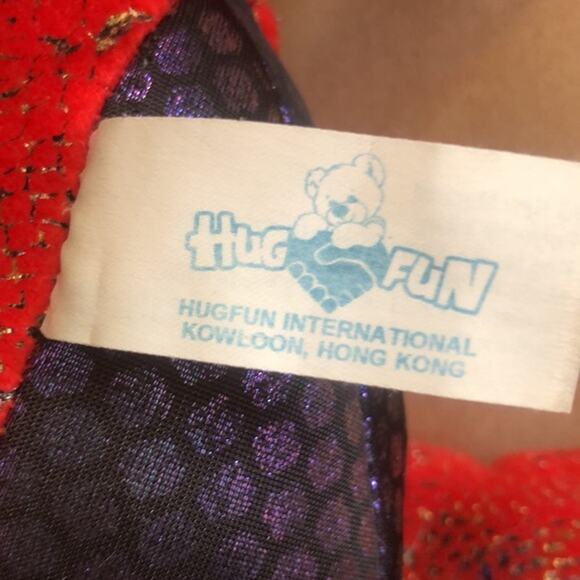 HUG FUN
HUGFUN INTERNATIONAL
KOWLOON, HONG KONG